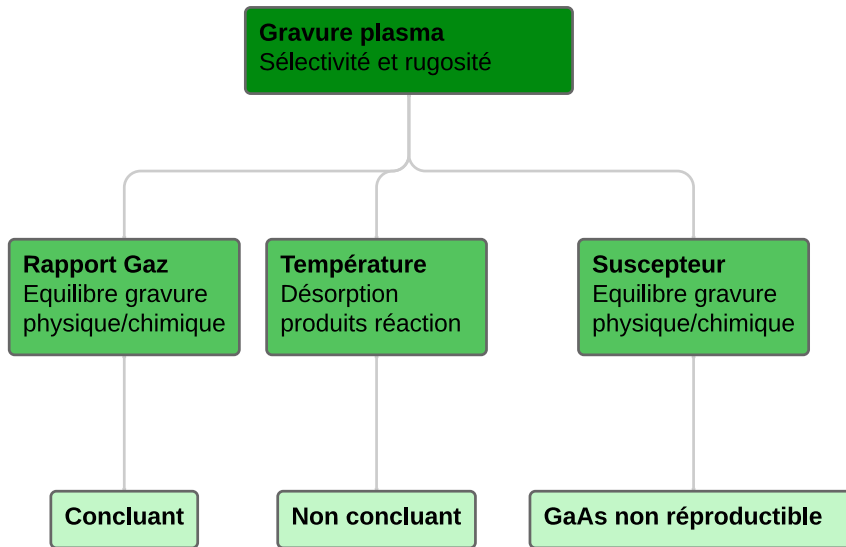 Gravure plasma
Sélectivité et rugosité
Rapport Gaz
Equilibre gravure
physique/chimique
Température
Désorption
produits réaction
Suscepteur
Equilibre gravure
physique/chimique
Concluant
Non concluant
GaAs non réproductible